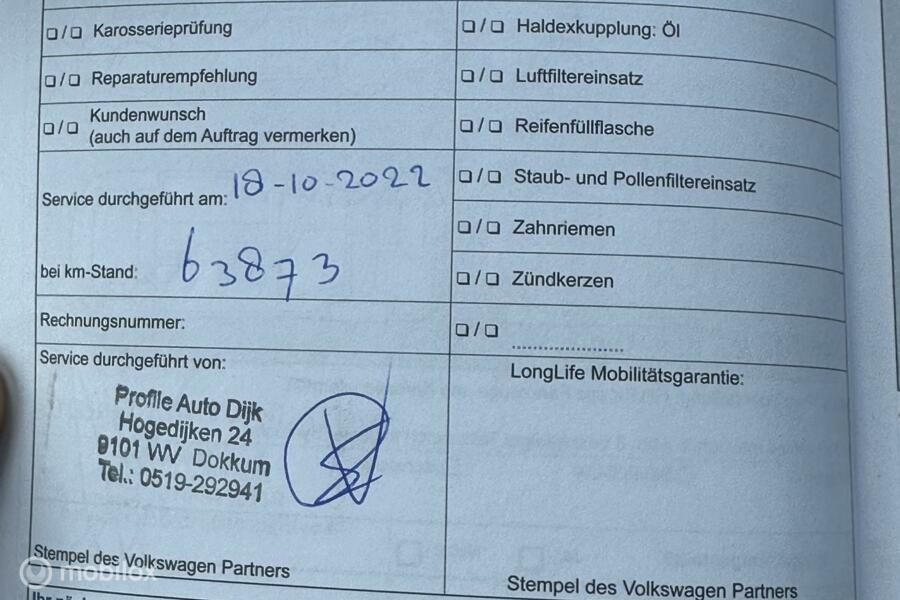 ❏/❏ Karosserieprüfung
❏/❏ Reparaturempfehlung
❏/❏ Kundenwunsch
(auch auf dem Auftrag vermerken)
Service durchgeführt am: 18-10-2022
bei km-Stand: 63873
Rechnungsnummer:
Service durchgeführt von:
Profile Auto Dijk
Hogedijken 24
9101 WV Dokkum
Tel.: 0519-292941
Stempel des Volkswagen Partners
❏/❏ Haldexkupplung: Öl
❏/❏ Luftfiltereinsatz
❏/❏ Reifenfüllflasche
❏/❏ Staub- und Pollenfiltereinsatz
❏/❏ Zahnriemen
❏/❏ Zündkerzen
❏/❏ ......................
LongLife Mobilitätsgarantie:
Stempel des Volkswagen Partners
mobilox